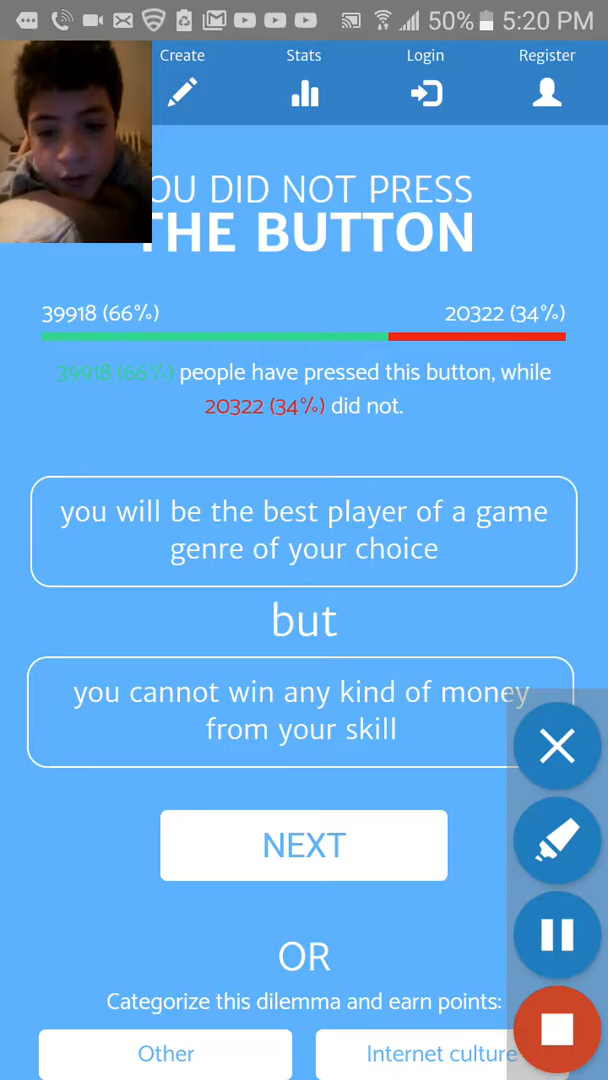 50% 5:20 PM
Create Stats Login Register
OU DID NOT PRESS
THE BUTTON
39918 (66%) 20322 (34%)
39918 (66%) people have pressed this button, while
20322 (34%) did not.
you will be the best player of a game
genre of your choice
but
you cannot win any kind of money
from your skill
NEXT
OR
Categorize this dilemma and earn points:
Other Internet culture